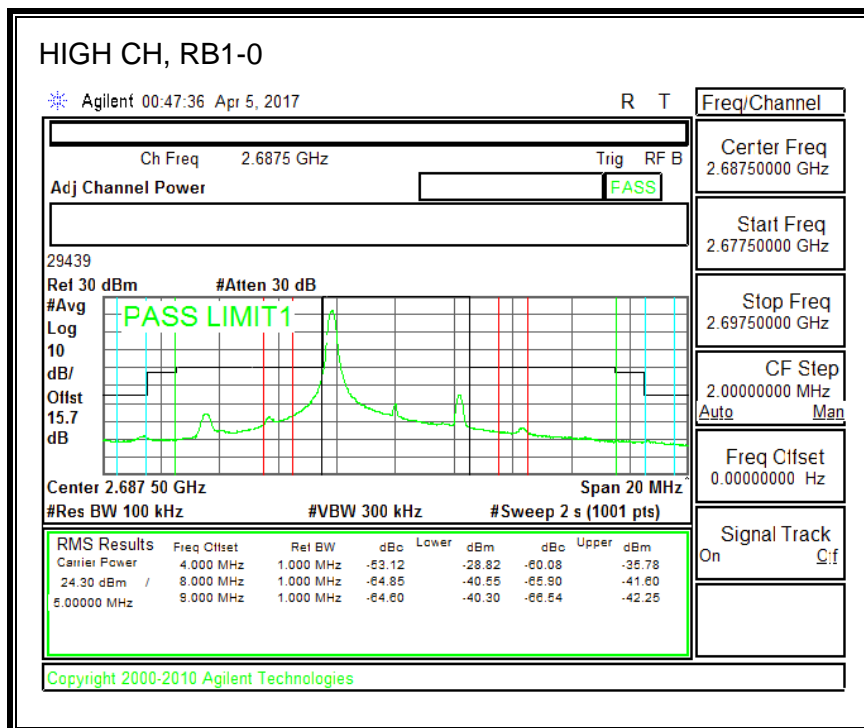 HIGH CH, RB1-0
Agilent 00:47:36 Apr 5, 2017 R T
Ch Freq 2.6875 GHz Trig RF B
Adj Channel Power PASS
29439
Ref 30 dBm #Atten 30 dB
#Avg
Log
10
dB/
Offst
15.7
dB
PASS LIMIT1
Center 2.687 50 GHz Span 20 MHz
#Res BW 100 kHz #VBW 300 kHz #Sweep 2 s (1001 pts)
RMS Results Freq Offset Ref BW dBc Lower dBm dBc Upper dBm
Carrier Power 4.000 MHz 1.000 MHz -53.12 -28.82 -60.08 -35.78
24.30 dBm / 8.000 MHz 1.000 MHz -64.85 -40.55 -65.90 -41.60
5.00000 MHz 9.000 MHz 1.000 MHz -64.60 -40.30 -66.54 -42.25
Copyright 2000-2010 Agilent Technologies
Freq/Channel
Center Freq
2.68750000 GHz
Start Freq
2.67750000 GHz
Stop Freq
2.69750000 GHz
CF Step
2.00000000 MHz
Auto Man
Freq Offset
0.00000000 Hz
Signal Track
On Off